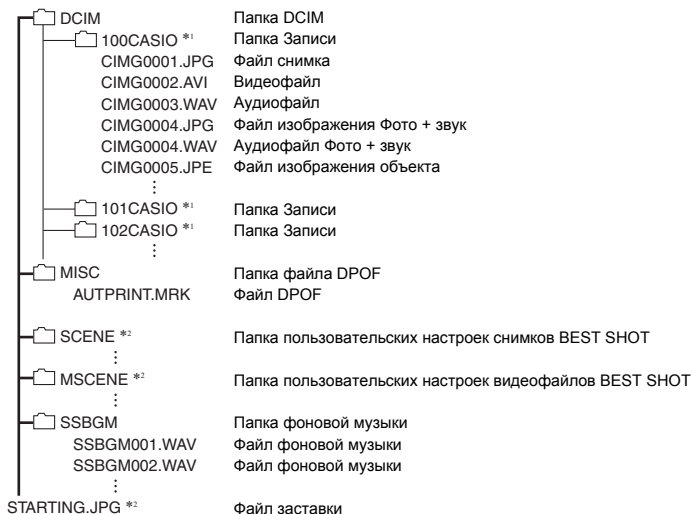 DCIM Папка DCIM
100CASIO *1 Папка Записи
CIMG0001.JPG Файл снимка
CIMG0002.AVI Видеофайл
CIMG0003.WAV Аудиофайл
CIMG0004.JPG Файл изображения Фото + звук
CIMG0004.WAV Аудиофайл Фото + звук
CIMG0005.JPE Файл изображения объекта
101CASIO *1 Папка Записи
102CASIO *1 Папка Записи
MISC Папка файла DPOF
AUTPRINT.MRK Файл DPOF
SCENE *2 Папка пользовательских настроек снимков BEST SHOT
MSCENE *2 Папка пользовательских настроек видеофайлов BEST SHOT
SSBGM Папка фоновой музыки
SSBGM001.WAV Файл фоновой музыки
SSBGM002.WAV Файл фоновой музыки
STARTING.JPG *2 Файл заставки